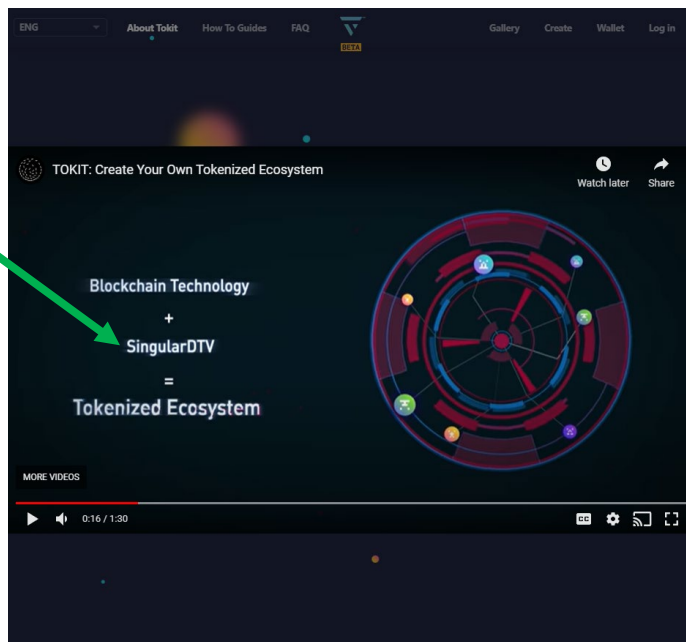 ENG About Tokit How To Guides FAQ Gallery Create Wallet Log in
BETA
TOKIT: Create Your Own Tokenized Ecosystem
Watch later Share
Blockchain Technology
+
SingularDTV
=
Tokenized Ecosystem
MORE VIDEOS
0:16 / 1:30
CC